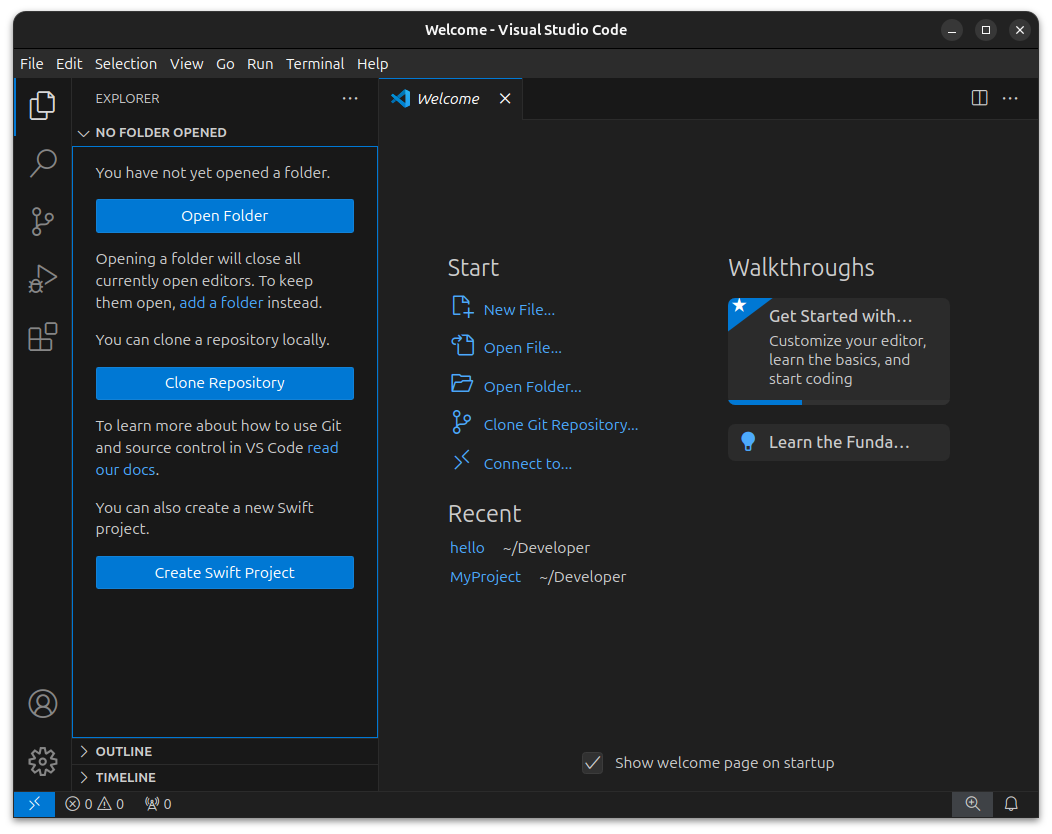 Welcome - Visual Studio Code
File Edit Selection View Go Run Terminal Help
EXPLORER
Welcome
NO FOLDER OPENED
You have not yet opened a folder.
Open Folder
Opening a folder will close all
currently open editors. To keep
them open, add a folder instead.
You can clone a repository locally.
Clone Repository
To learn more about how to use Git
and source control in VS Code read
our docs.
You can also create a new Swift
project.
Create Swift Project
OUTLINE
TIMELINE
Start
New File...
Open File...
Open Folder...
Clone Git Repository...
Connect to...
Recent
hello ~/Developer
MyProject ~/Developer
Walkthroughs
Get Started with...
Customize your editor,
learn the basics, and
start coding
Learn the Funda...
Show welcome page on startup
0 0 0